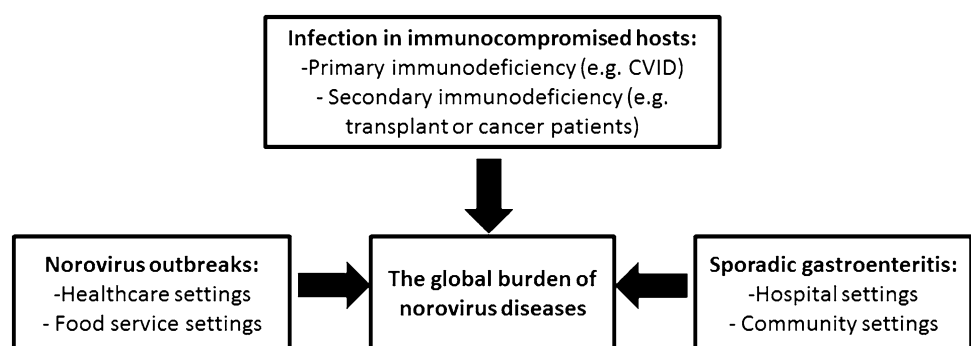 Infection in immunocompromised hosts:
-Primary immunodeficiency (e.g. CVID)
- Secondary immunodeficiency (e.g.
transplant or cancer patients)
Norovirus outbreaks:
-Healthcare settings
- Food service settings
The global burden of
norovirus diseases
Sporadic gastroenteritis:
-Hospital settings
- Community settings